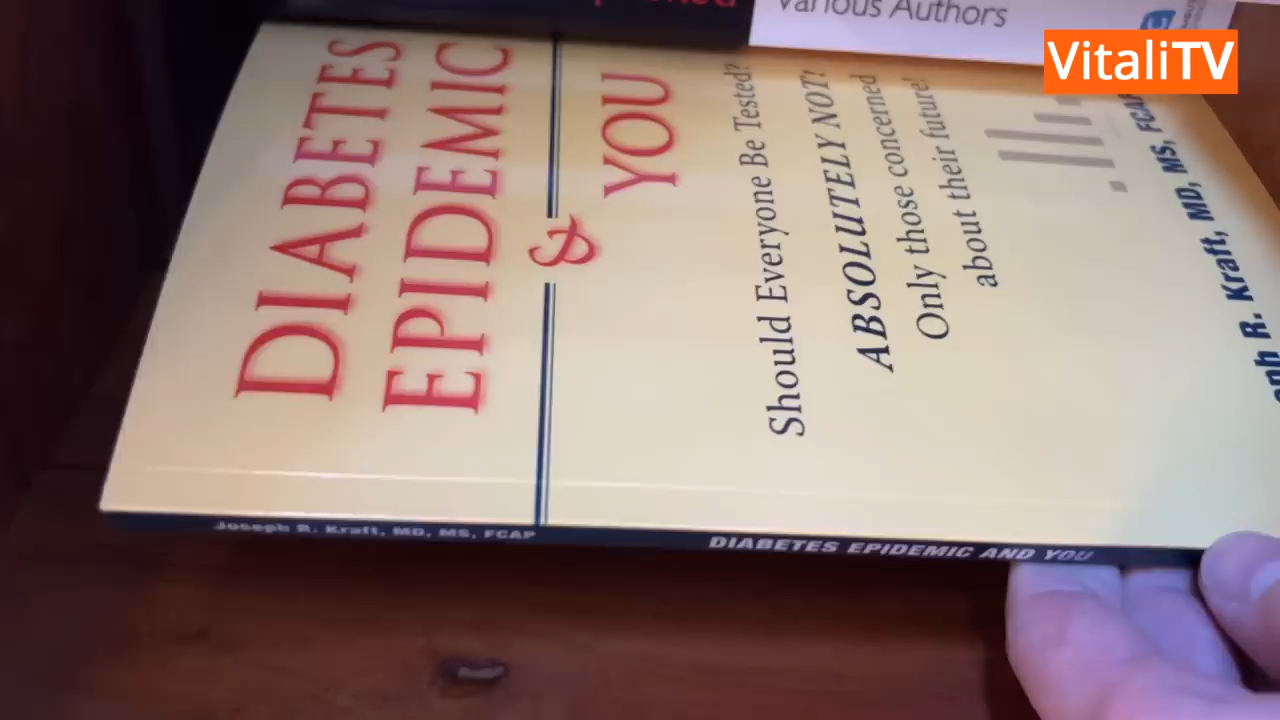 Various Authors
VitaliTV
DIABETES
EPIDEMIC
&
YOU
Should Everyone Be Tested?
ABSOLUTELY NOT!
Only those concerned
about their future!
R. Kraft, MD, MS, FCAP
Joseph R. Kraft, MD, MS, FCAP
DIABETES EPIDEMIC AND YOU